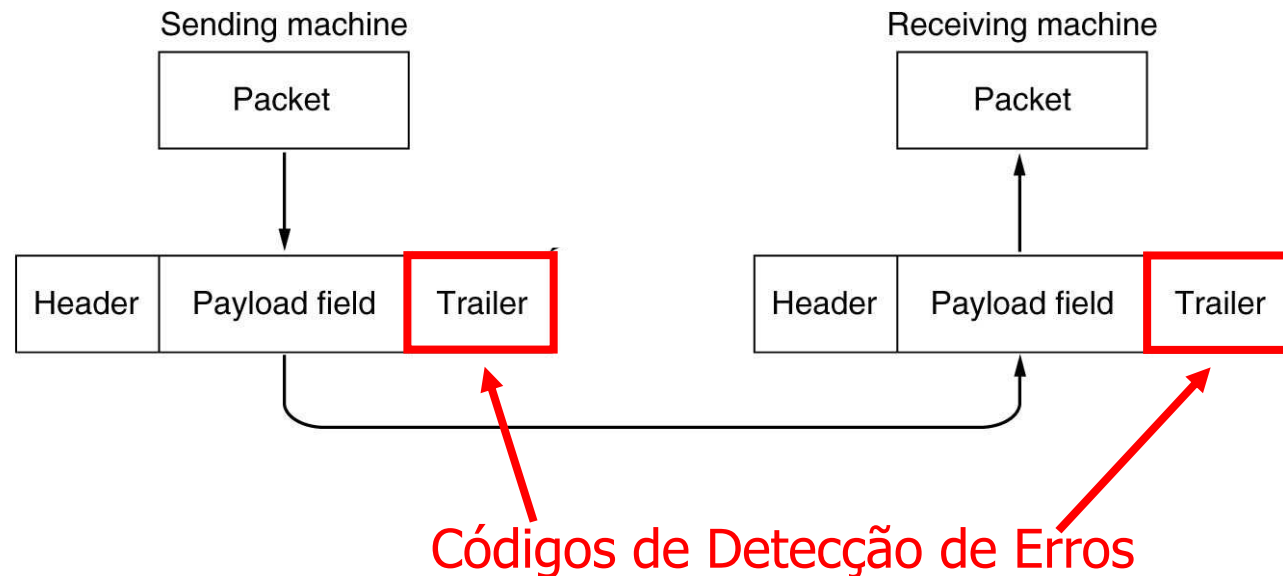 Sending machine
Receiving machine
Packet
Packet
Header
Payload field
Trailer
Header
Payload field
Trailer
Códigos de Detecção de Erros